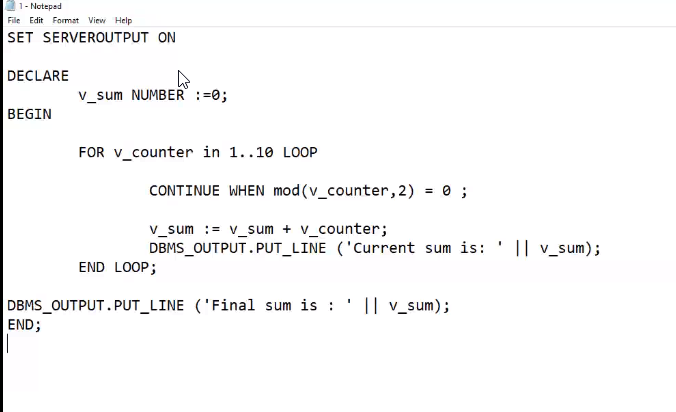 1 - Notepad
File Edit Format View Help
SET SERVEROUTPUT ON
DECLARE
v_sum NUMBER :=0;
BEGIN
FOR v_counter in 1..10 LOOP
CONTINUE WHEN mod(v_counter,2) = 0 ;
v_sum := v_sum + v_counter;
DBMS_OUTPUT.PUT_LINE ('Current sum is: ' || v_sum);
END LOOP;
DBMS_OUTPUT.PUT_LINE ('Final sum is : ' || v_sum);
END;